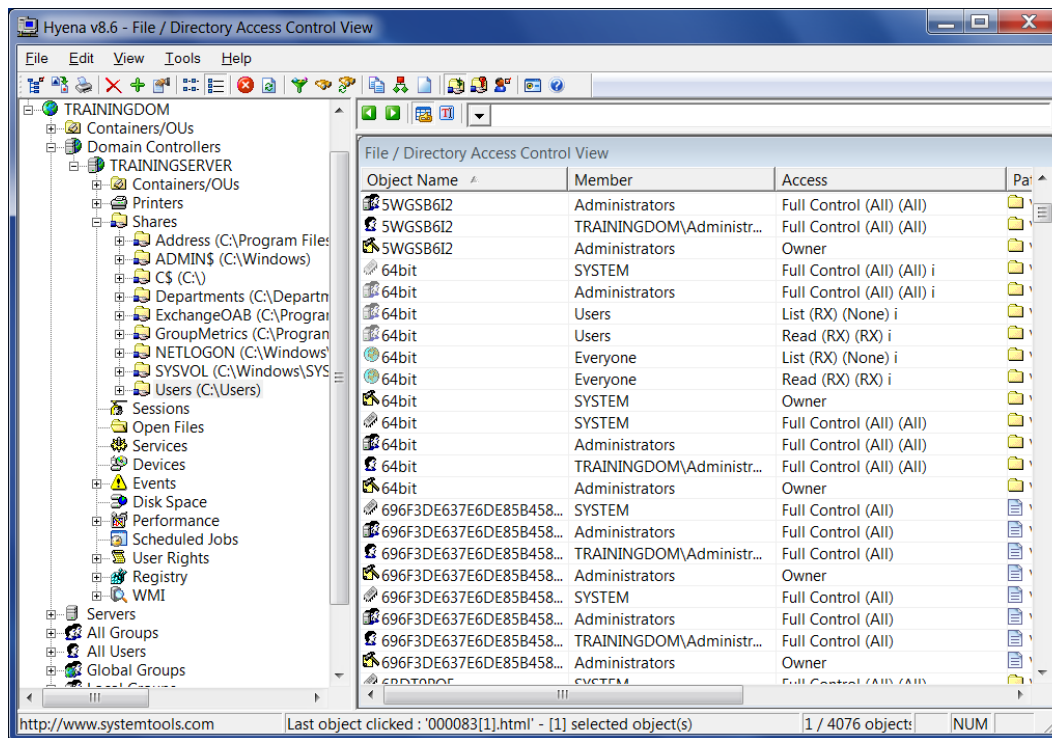 Hyena v8.6 - File / Directory Access Control View
File Edit View Tools Help
TRAININGDOM
Containers/OUs
Domain Controllers
TRAININGSERVER
Containers/OUs
Printers
Shares
Address (C:\Program Files
ADMIN$ (C:\Windows)
C$ (C:\)
Departments (C:\Departm
ExchangeOAB (C:\Program
GroupMetrics (C:\Program
NETLOGON (C:\Windows\
SYSVOL (C:\Windows\SYS
Users (C:\Users)
Sessions
Open Files
Services
Devices
Events
Disk Space
Performance
Scheduled Jobs
User Rights
Registry
WMI
Servers
All Groups
All Users
Global Groups
Local Groups
File / Directory Access Control View
Object Name Member Access Pat
5WGSB6I2 Administrators Full Control (All) (All)
5WGSB6I2 TRAININGDOM\Administr... Full Control (All) (All)
5WGSB6I2 Administrators Owner
64bit SYSTEM Full Control (All) (All) i
64bit Administrators Full Control (All) (All) i
64bit Users List (RX) (None) i
64bit Users Read (RX) (RX) i
64bit Everyone List (RX) (None) i
64bit Everyone Read (RX) (RX) i
64bit SYSTEM Owner
64bit SYSTEM Full Control (All) (All)
64bit Administrators Full Control (All) (All)
64bit TRAININGDOM\Administr... Full Control (All) (All)
64bit Administrators Owner
696F3DE637E6DE85B458... SYSTEM Full Control (All)
696F3DE637E6DE85B458... Administrators Full Control (All)
696F3DE637E6DE85B458... TRAININGDOM\Administr... Full Control (All)
696F3DE637E6DE85B458... Administrators Owner
696F3DE637E6DE85B458... SYSTEM Full Control (All)
696F3DE637E6DE85B458... Administrators Full Control (All)
696F3DE637E6DE85B458... TRAININGDOM\Administr... Full Control (All)
696F3DE637E6DE85B458... Administrators Owner
SYSTEM Full Control (All) (All)
http://www.systemtools.com Last object clicked : '000083[1].html' - [1] selected object(s) 1 / 4076 objects NUM